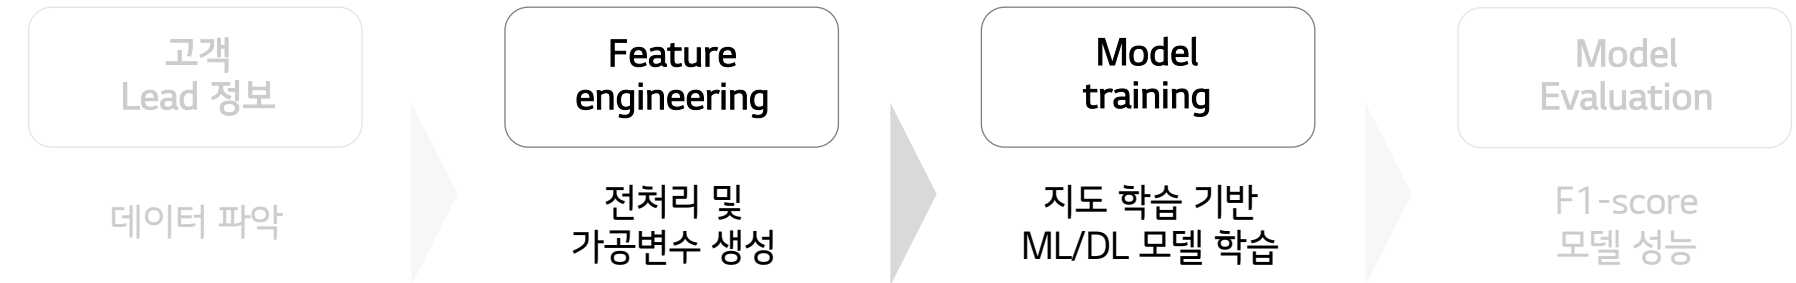 고객
Lead 정보
데이터 파악
Feature
engineering
전처리 및
가공변수 생성
Model
training
지도 학습 기반
ML/DL 모델 학습
Model
Evaluation
F1-score
모델 성능